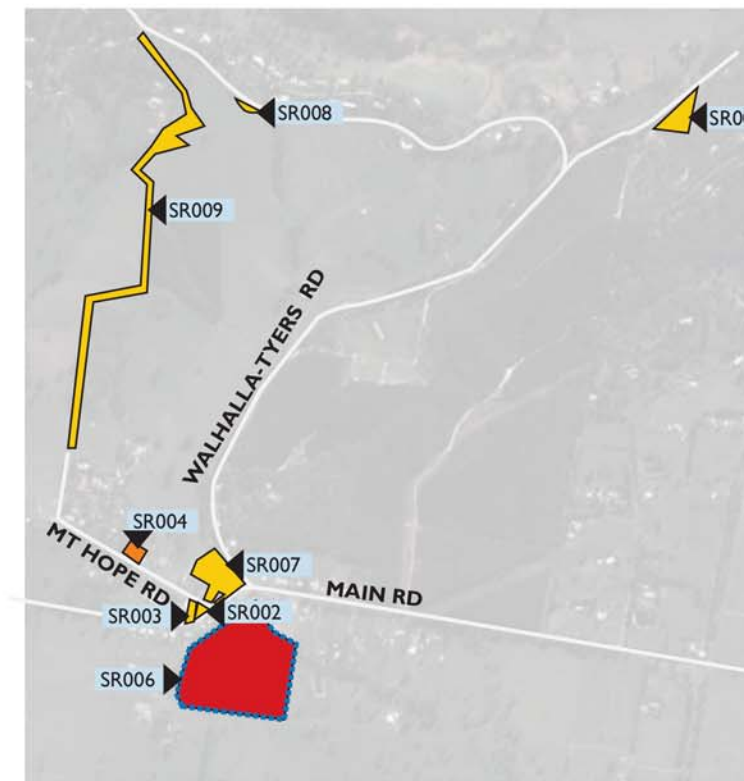 SR008
SR009
WALHALLA-TYERS RD
SR004
MT HOPE RD
SR007
MAIN RD
SR003
SR002
SR006